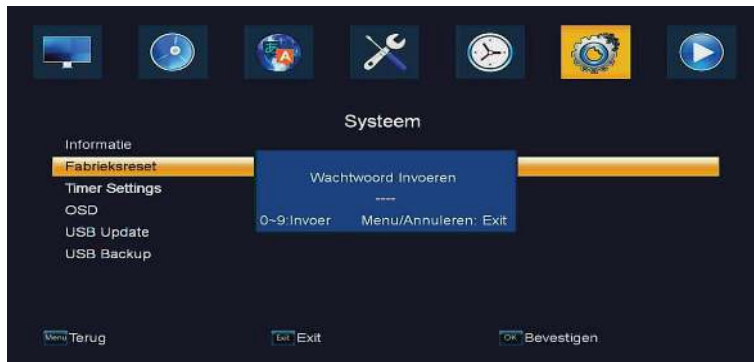 あ
A
Systeem
Informatie
Fabrieksreset
Timer Settings
OSD
USB Update
USB Backup
Wachtwoord Invoeren
----
0~9:Invoer Menu/Annuleren: Exit
Menu Terug Exit Exit OK Bevestigen